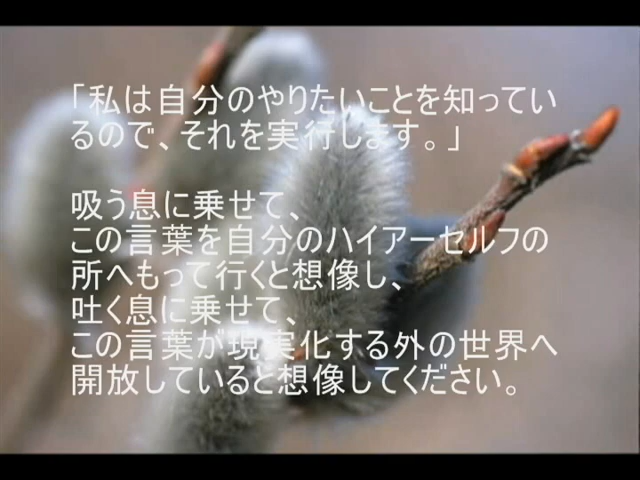 「私は自分のやりたいことを知ってい
るので、それを実行します。」
吸う息に乗せて、
この言葉を自分のハイアーセルフの
所へもって行くと想像し、
吐く息に乗せて、
この言葉が現実化する外の世界へ
開放していると想像してください。